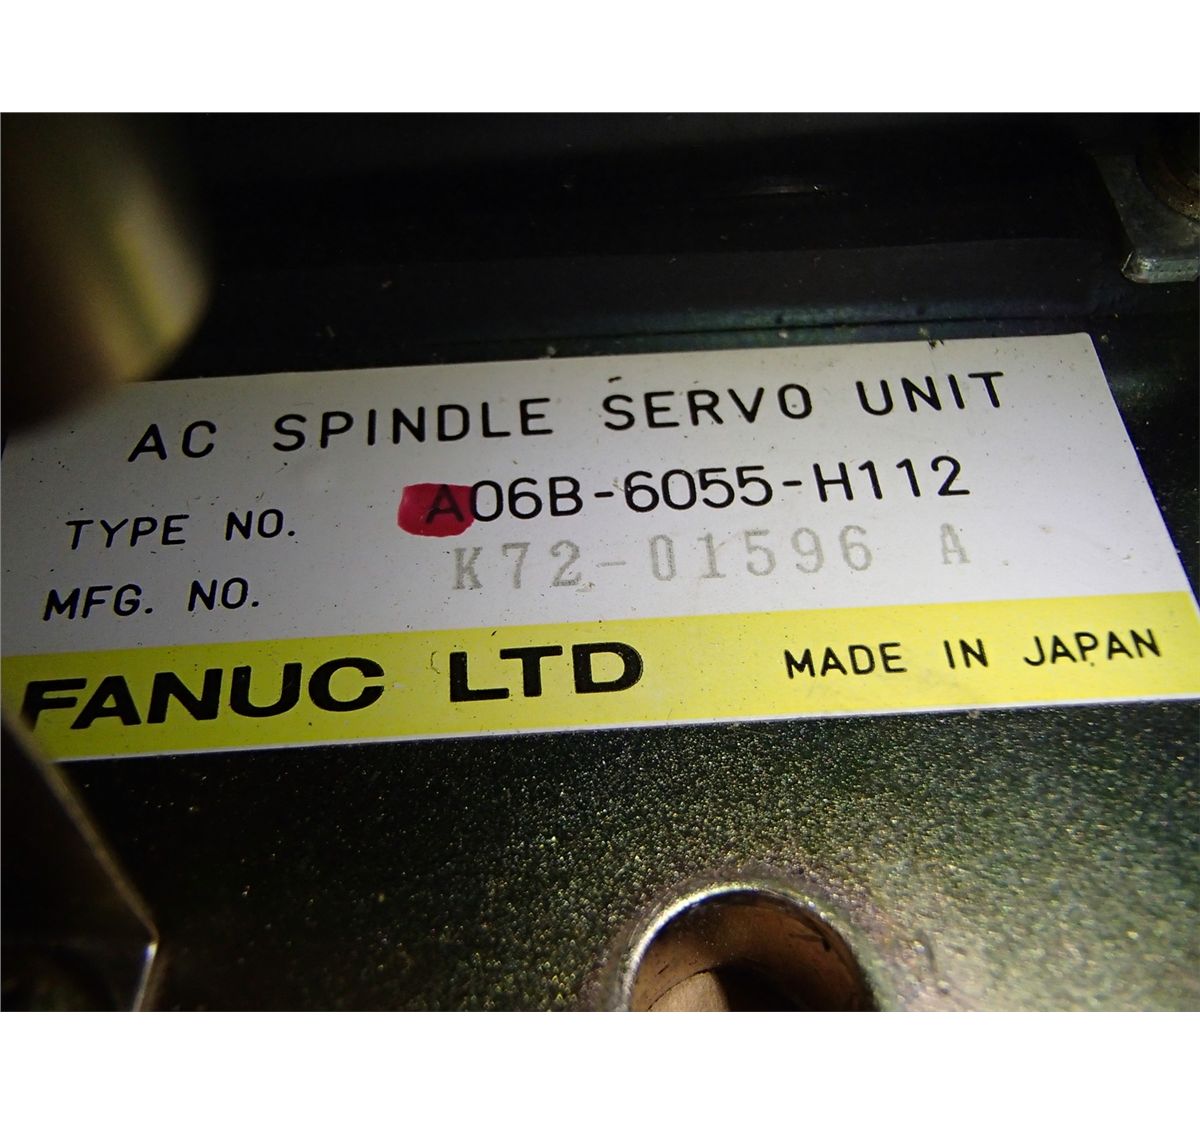 AC SPINDLE SERVO UNIT
TYPE NO. A06B-6055-H112
MFG. NO. K72-01596 A
FANUC LTD MADE IN JAPAN